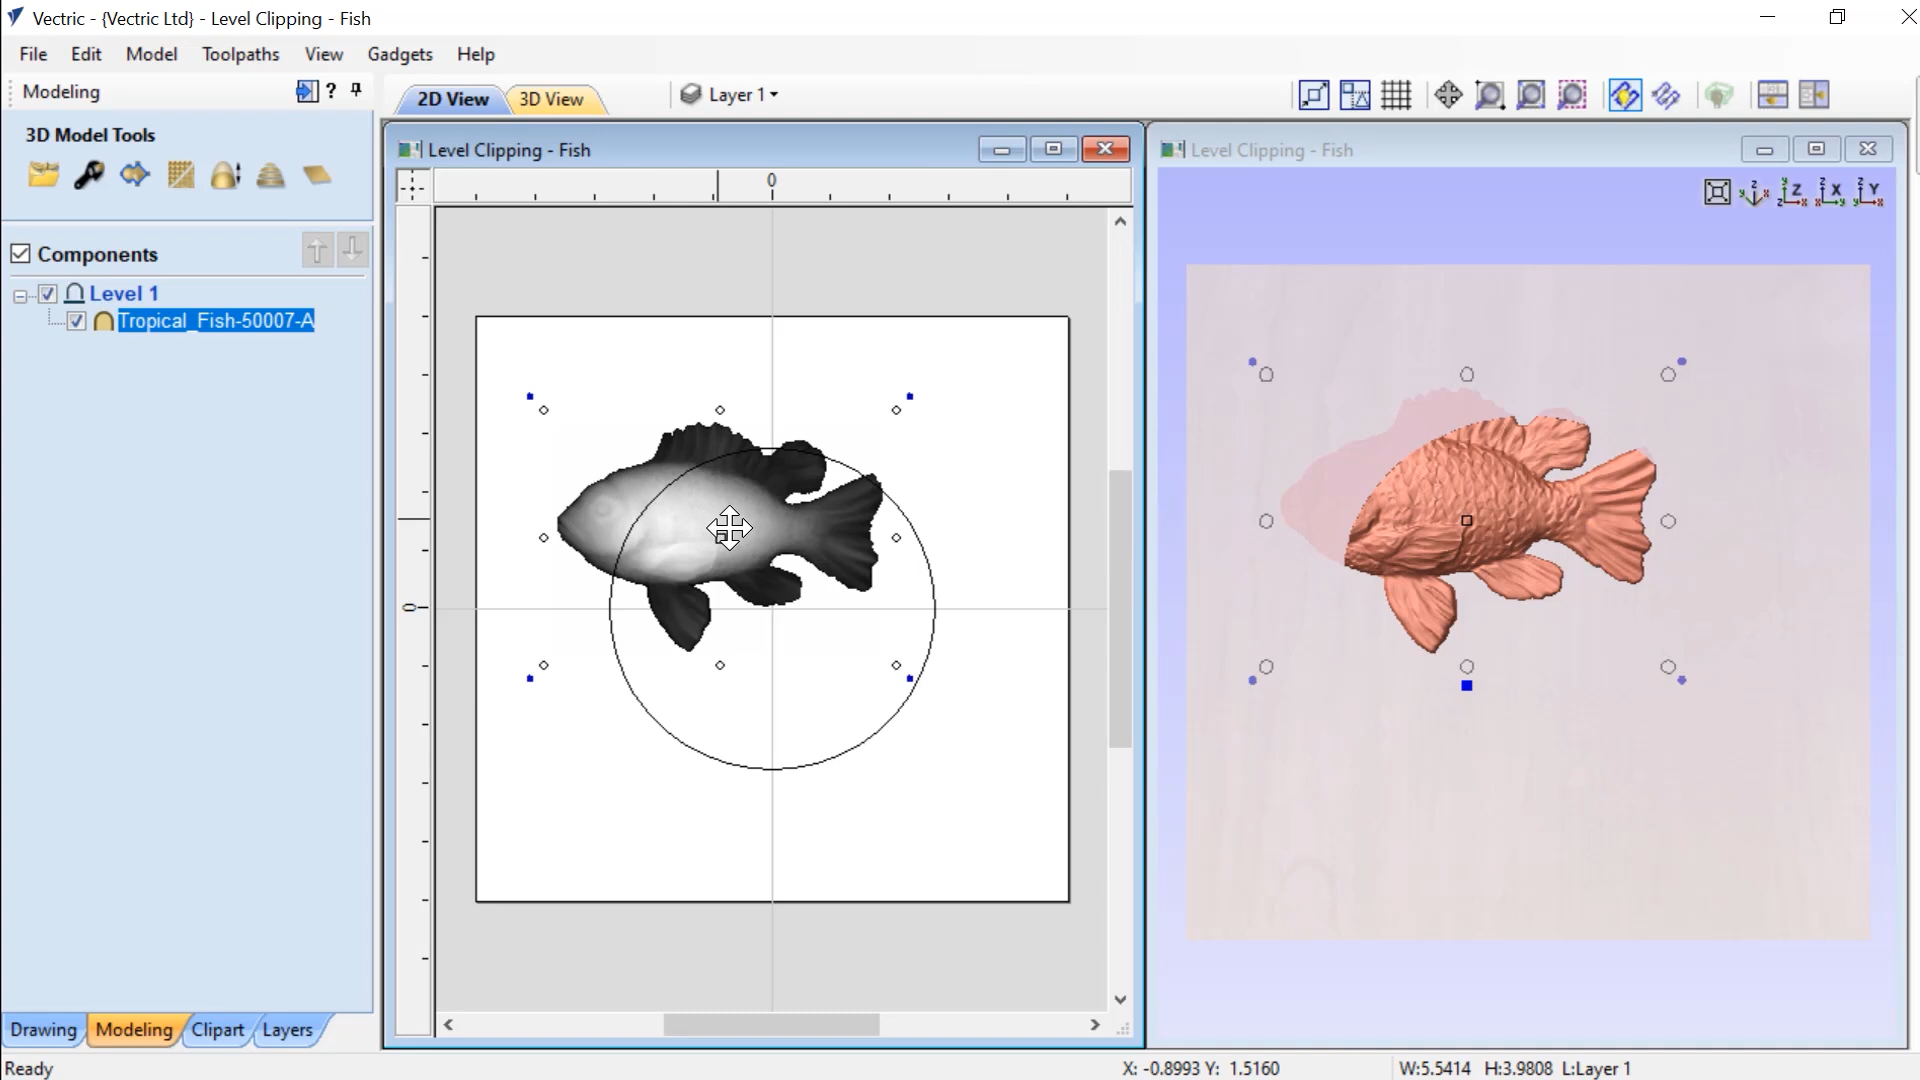 Vectric - {Vectric Ltd} - Level Clipping - Fish
File Edit Model Toolpaths View Gadgets Help
Modeling ?
2D View 3D View Layer 1
3D Model Tools
Level Clipping - Fish
Level Clipping - Fish
0
z y x
y Z z x
z X x y
z Y y x
Components
Level 1
Tropical_Fish-50007-A
0
Drawing Modeling Clipart Layers
Ready
X: -0.8993 Y: 1.5160
W:5.5414 H:3.9808 L:Layer 1